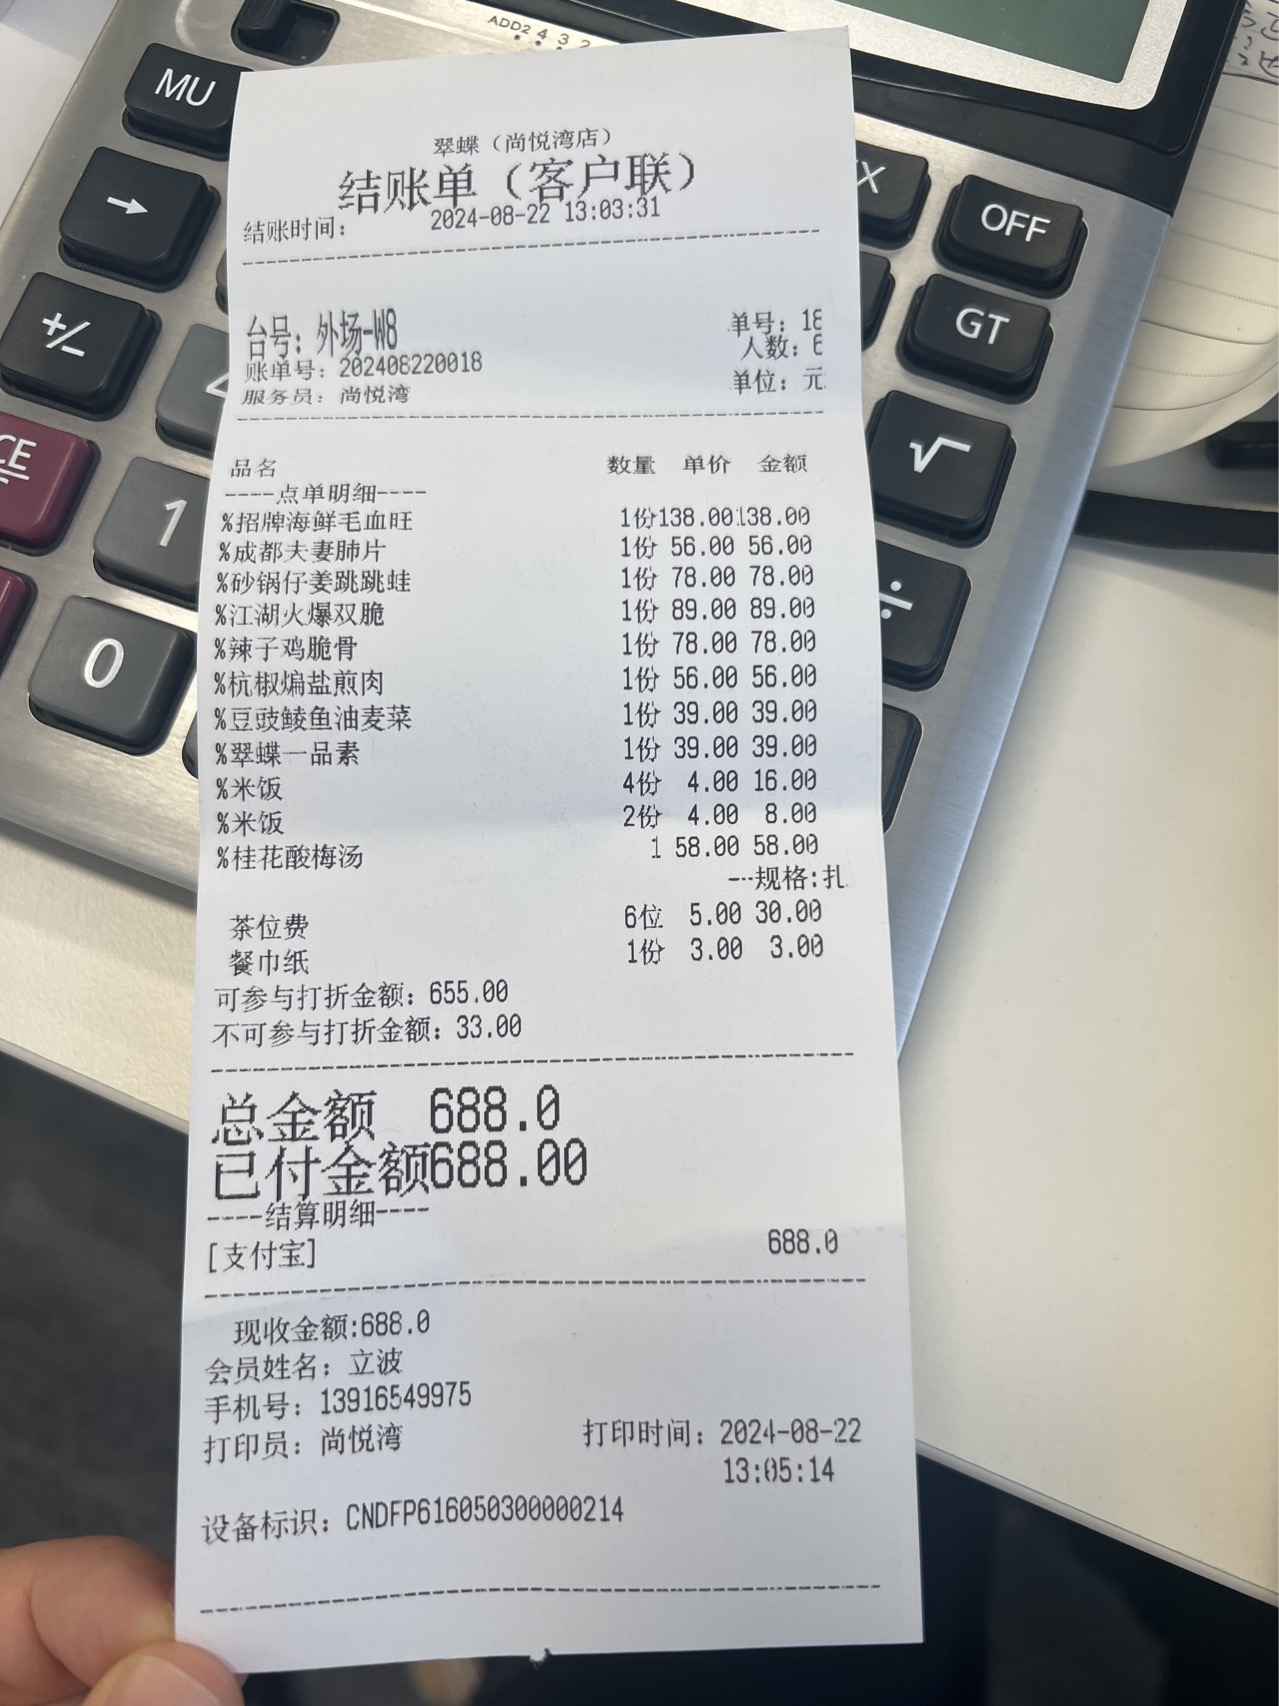 ADD2 4 3 2
MU
→
+/−
CE
1
0
X
OFF
GT
√
÷
翠蝶（尚悦湾店）
结账单（客户联）
结账时间： 2024-08-22 13:03:31
台号：外场-W8
单号：18
人数：6
账单号：202408220018
服务员：尚悦湾
单位：元
品名 数量 单价 金额
----点单明细----
%招牌海鲜毛血旺 1份 138.00 138.00
%成都夫妻肺片 1份 56.00 56.00
%砂锅仔姜跳跳蛙 1份 78.00 78.00
%江湖火爆双脆 1份 89.00 89.00
%辣子鸡脆骨 1份 78.00 78.00
%杭椒煸盐煎肉 1份 56.00 56.00
%豆豉鲮鱼油麦菜 1份 39.00 39.00
%翠蝶一品素 1份 39.00 39.00
%米饭 4份 4.00 16.00
%米饭 2份 4.00 8.00
%桂花酸梅汤 1 58.00 58.00
---规格:扎
茶位费 6位 5.00 30.00
餐巾纸 1份 3.00 3.00
可参与打折金额：655.00
不可参与打折金额：33.00
总金额 688.0
已付金额688.00
----结算明细----
[支付宝] 688.0
现收金额:688.0
会员姓名：立波
手机号：13916549975
打印员：尚悦湾 打印时间：2024-08-22
13:05:14
设备标识：CNDFP616050300000214